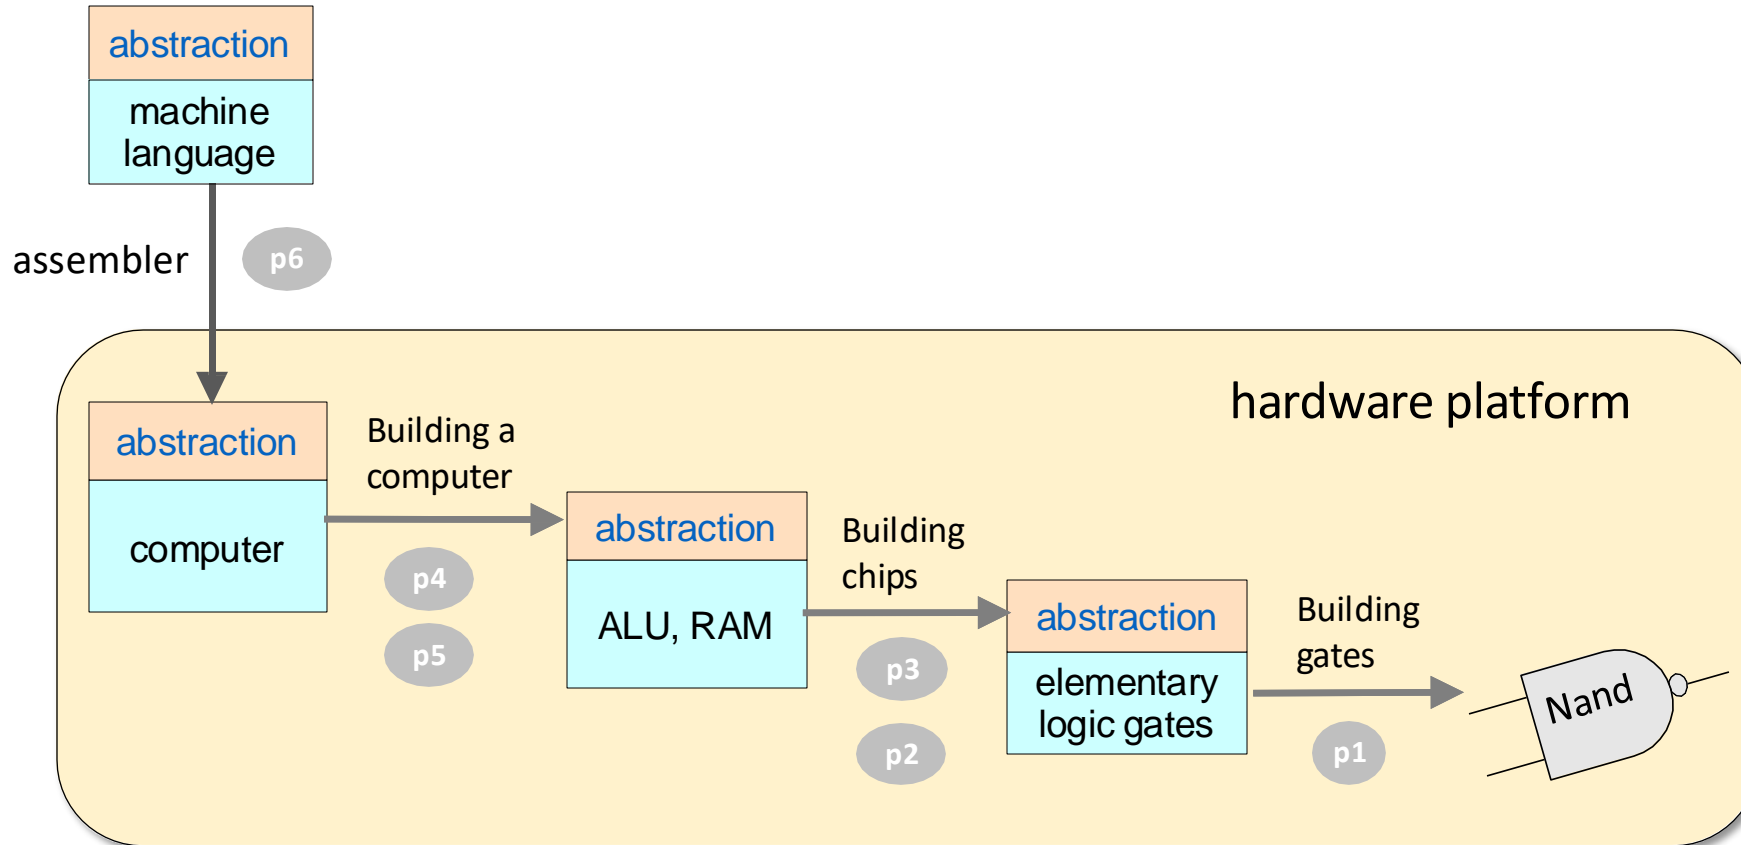 abstraction
machine
language
assembler
p6
hardware platform
abstraction
computer
Building a
computer
p4
p5
abstraction
ALU, RAM
Building
chips
p3
p2
abstraction
elementary
logic gates
Building
gates
p1
Nand